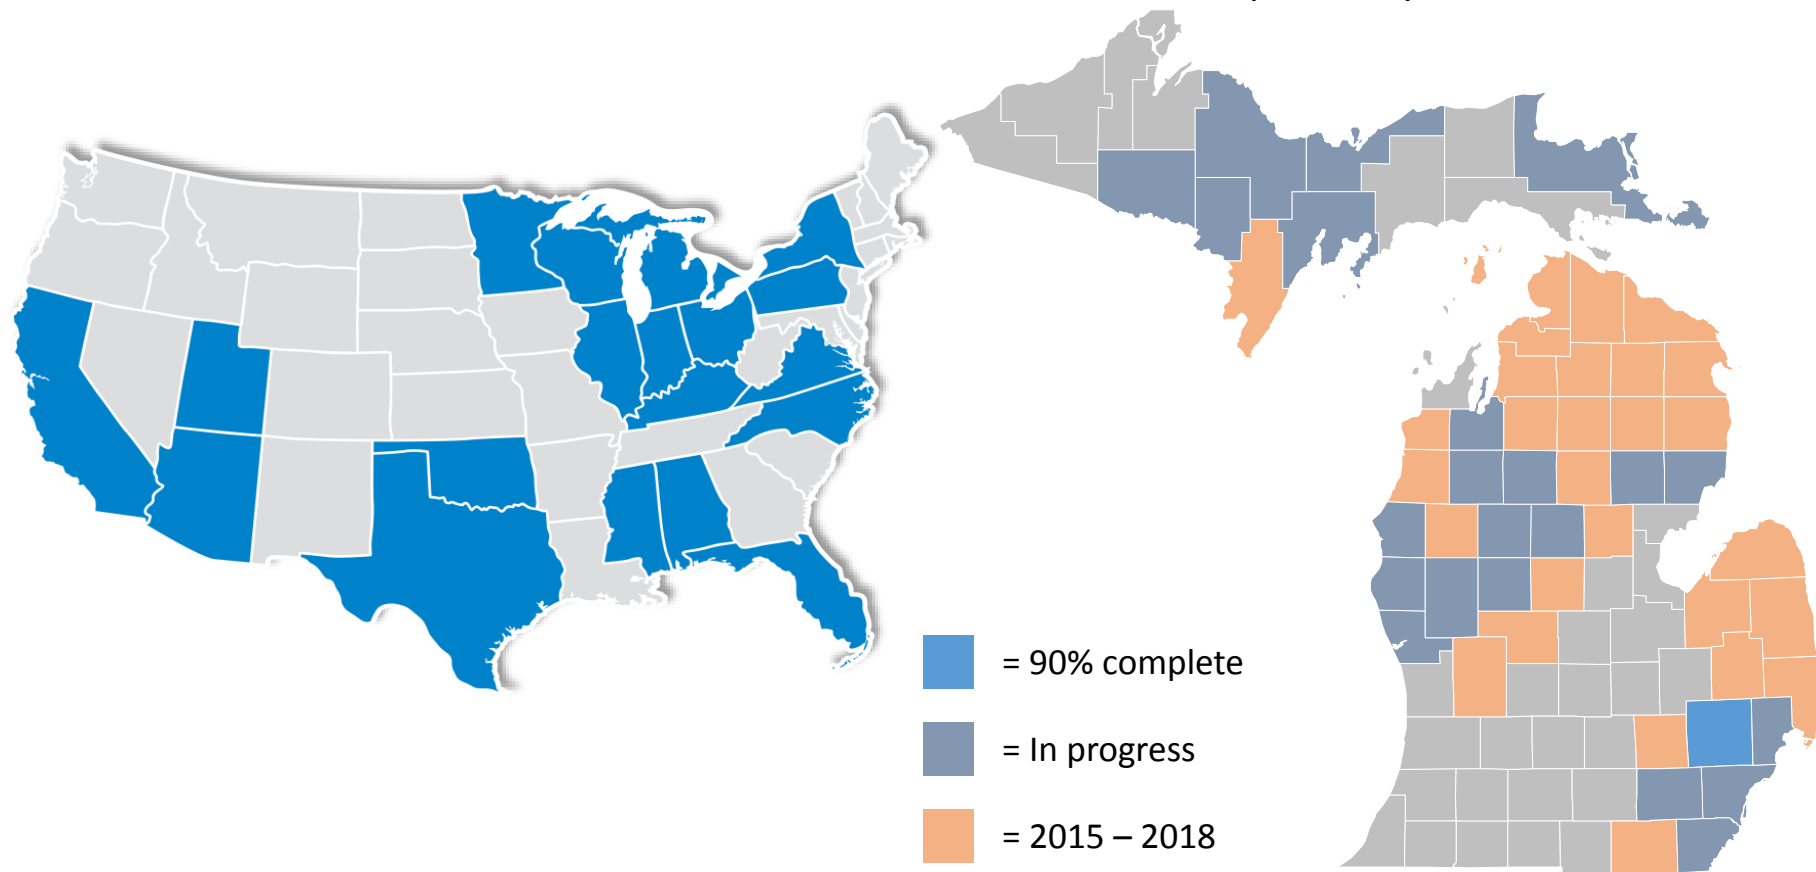 = 90% complete
= In progress
= 2015 – 2018